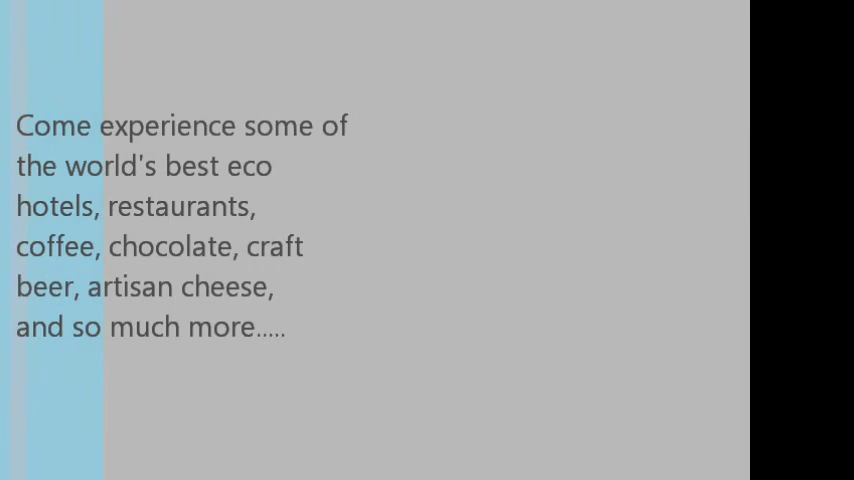 Come experience some of
the world's best eco
hotels, restaurants,
coffee, chocolate, craft
beer, artisan cheese,
and so much more.....